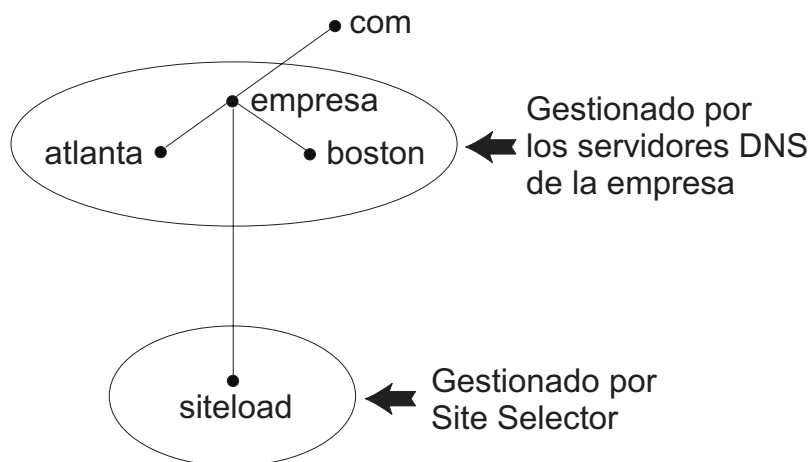 com
empresa
atlanta
boston
Gestionado por
los servidores DNS
de la empresa
siteload
Gestionado por
Site Selector